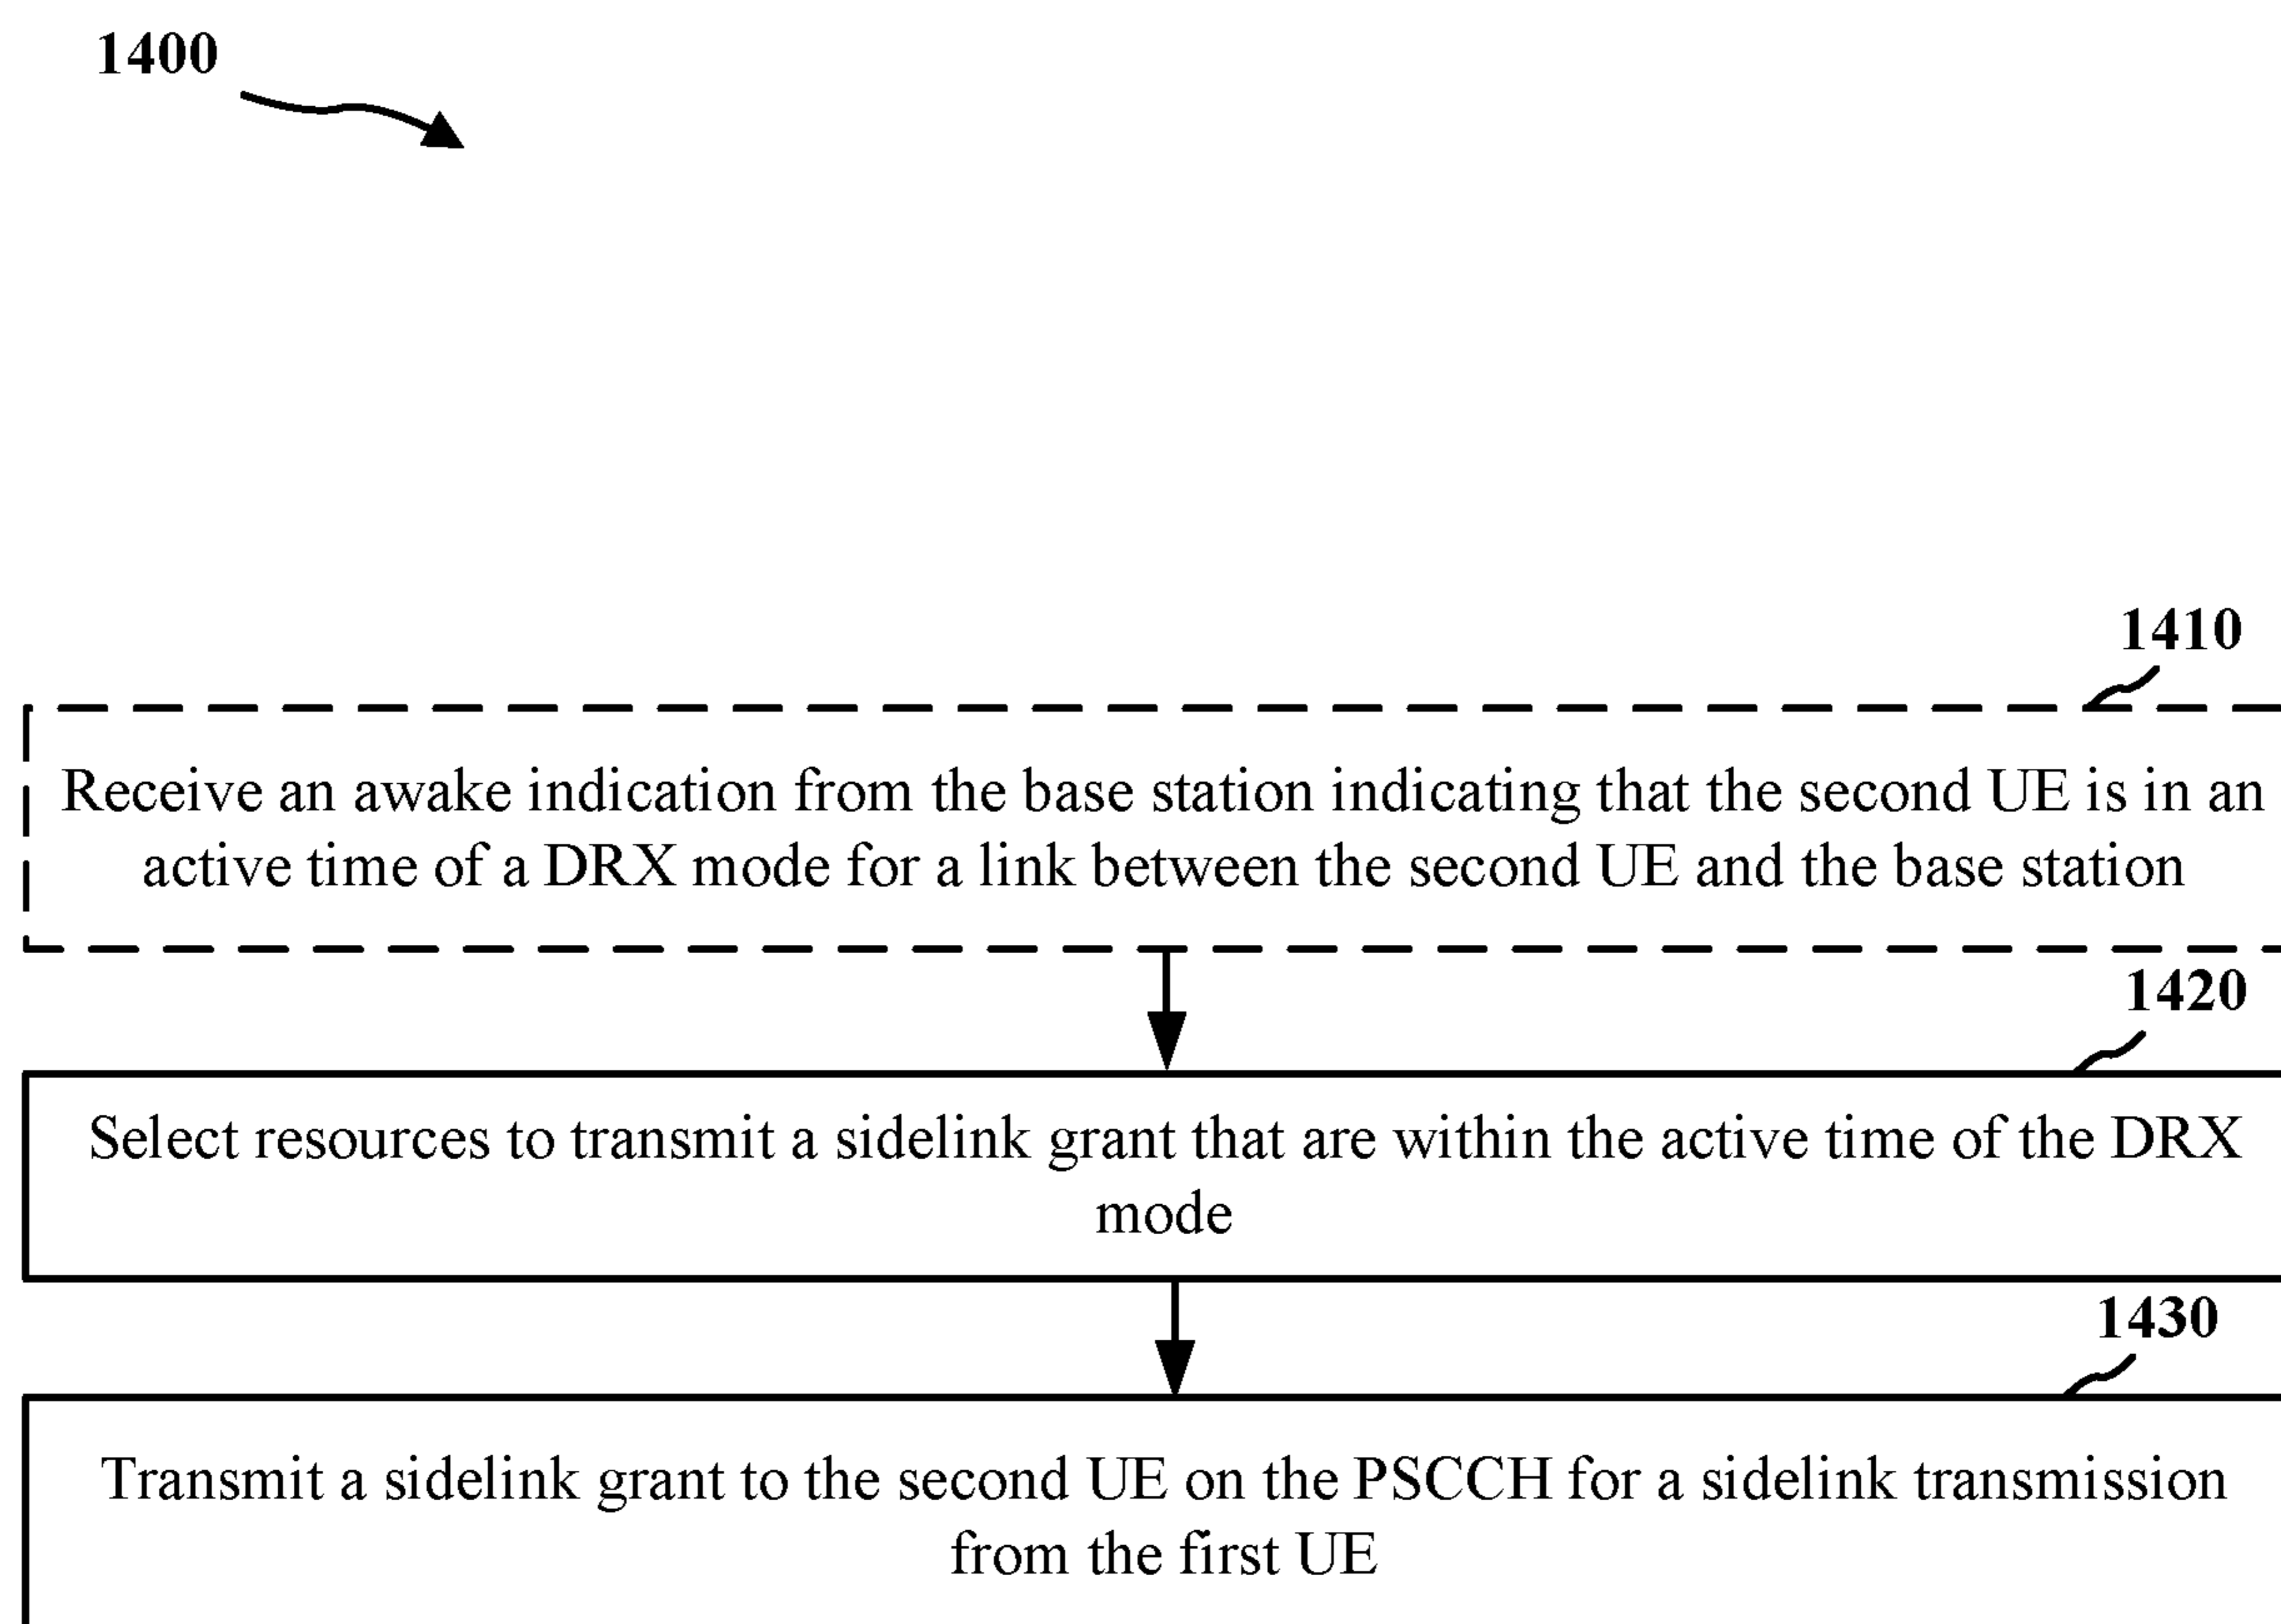 1400
1410
Receive an awake indication from the base station indicating that the second UE is in an
active time of a DRX mode for a link between the second UE and the base station
1420
Select resources to transmit a sidelink grant that are within the active time of the DRX
mode
1430
Transmit a sidelink grant to the second UE on the PSCCH for a sidelink transmission
from the first UE